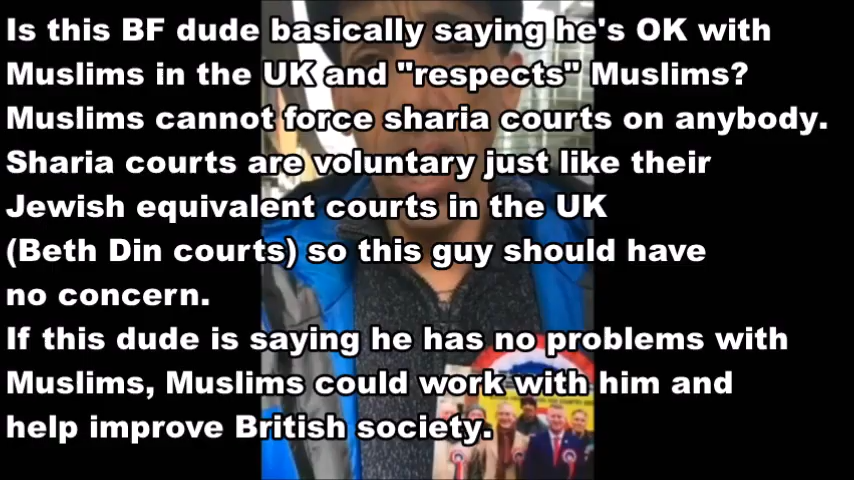 Is this BF dude basically saying he's OK with
Muslims in the UK and "respects" Muslims?
Muslims cannot force sharia courts on anybody.
Sharia courts are voluntary just like their
Jewish equivalent courts in the UK
(Beth Din courts) so this guy should have
no concern.
If this dude is saying he has no problems with
Muslims, Muslims could work with him and
help improve British society.